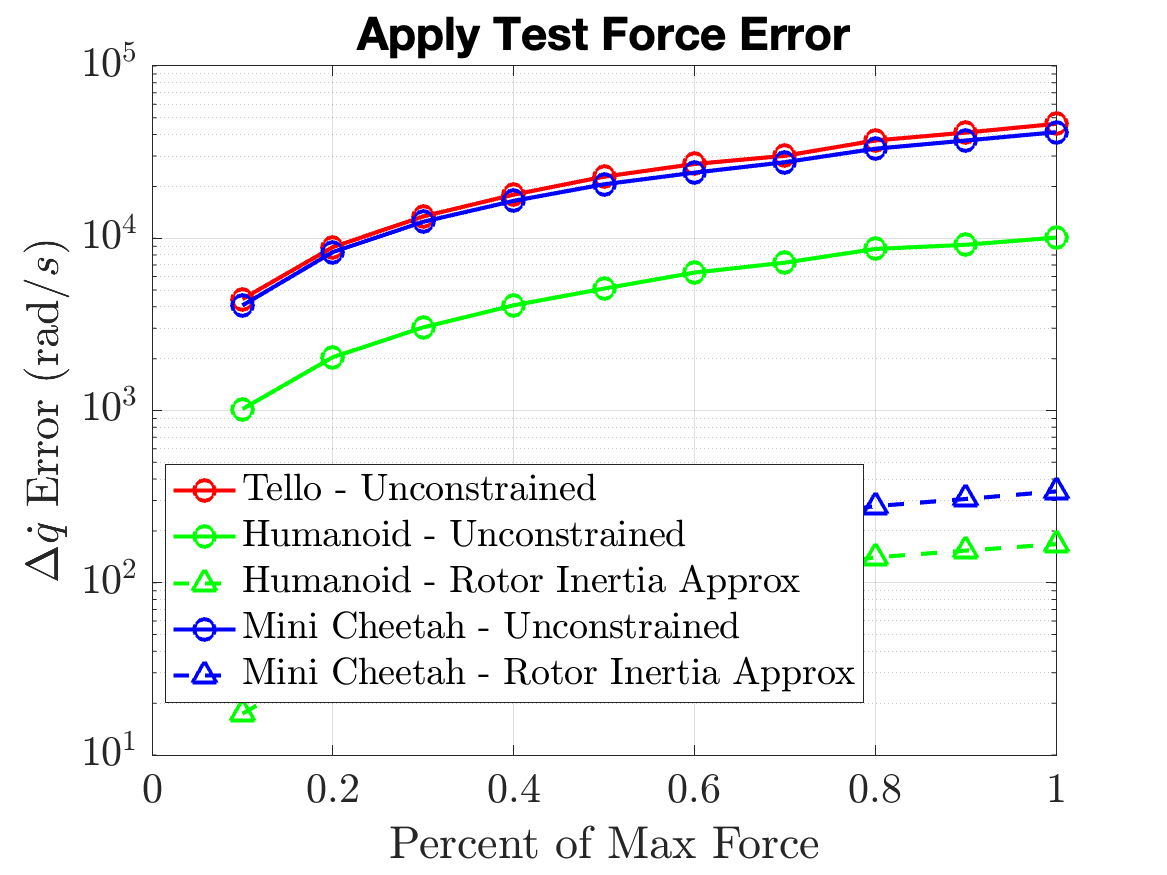 Apply Test Force Error
10^5
10^4
10^3
10^2
10^1
Δq̇ Error (rad/s)
Tello - Unconstrained
Humanoid - Unconstrained
Humanoid - Rotor Inertia Approx
Mini Cheetah - Unconstrained
Mini Cheetah - Rotor Inertia Approx
0 0.2 0.4 0.6 0.8 1
Percent of Max Force